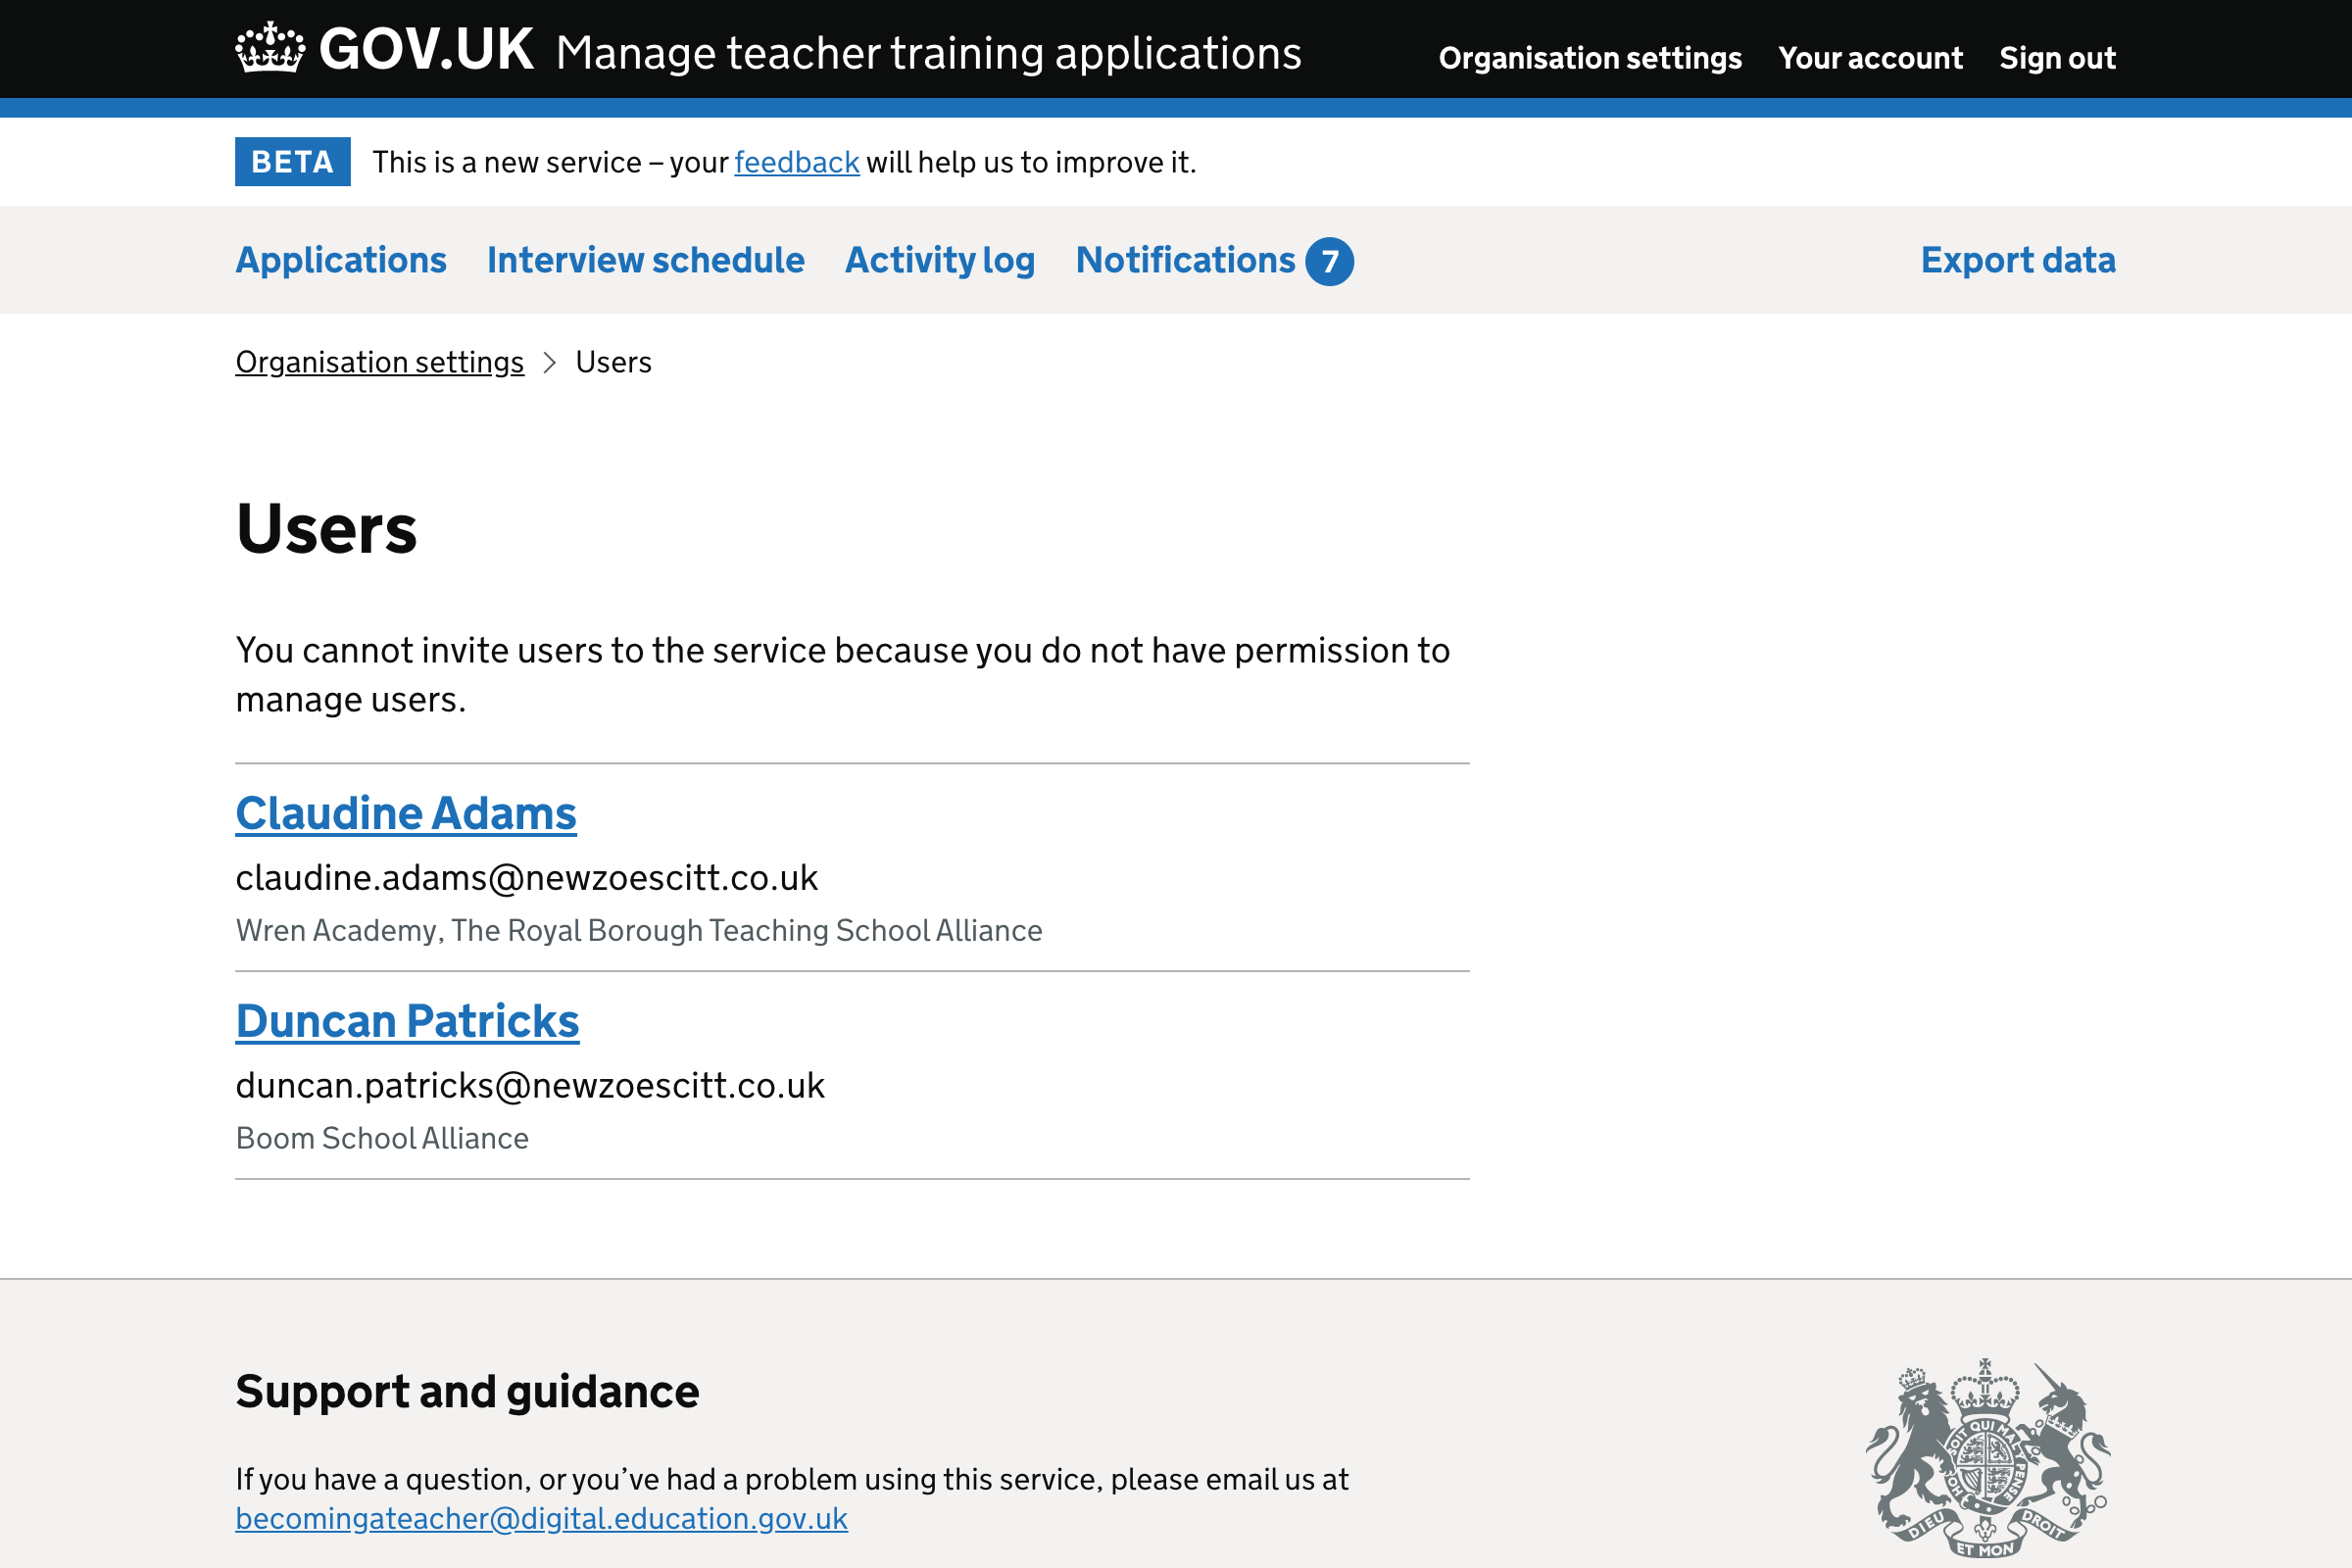 GOV.UK Manage teacher training applications
Organisation settings Your account Sign out
BETA This is a new service – your feedback will help us to improve it.
Applications Interview schedule Activity log Notifications 7 Export data
Organisation settings > Users
Users
You cannot invite users to the service because you do not have permission to
manage users.
Claudine Adams
claudine.adams@newzoescitt.co.uk
Wren Academy, The Royal Borough Teaching School Alliance
Duncan Patricks
duncan.patricks@newzoescitt.co.uk
Boom School Alliance
Support and guidance
If you have a question, or you’ve had a problem using this service, please email us at
becomingateacher@digital.education.gov.uk
SOIT QUI MAL Y PENSE
DIEU ET MON DROIT